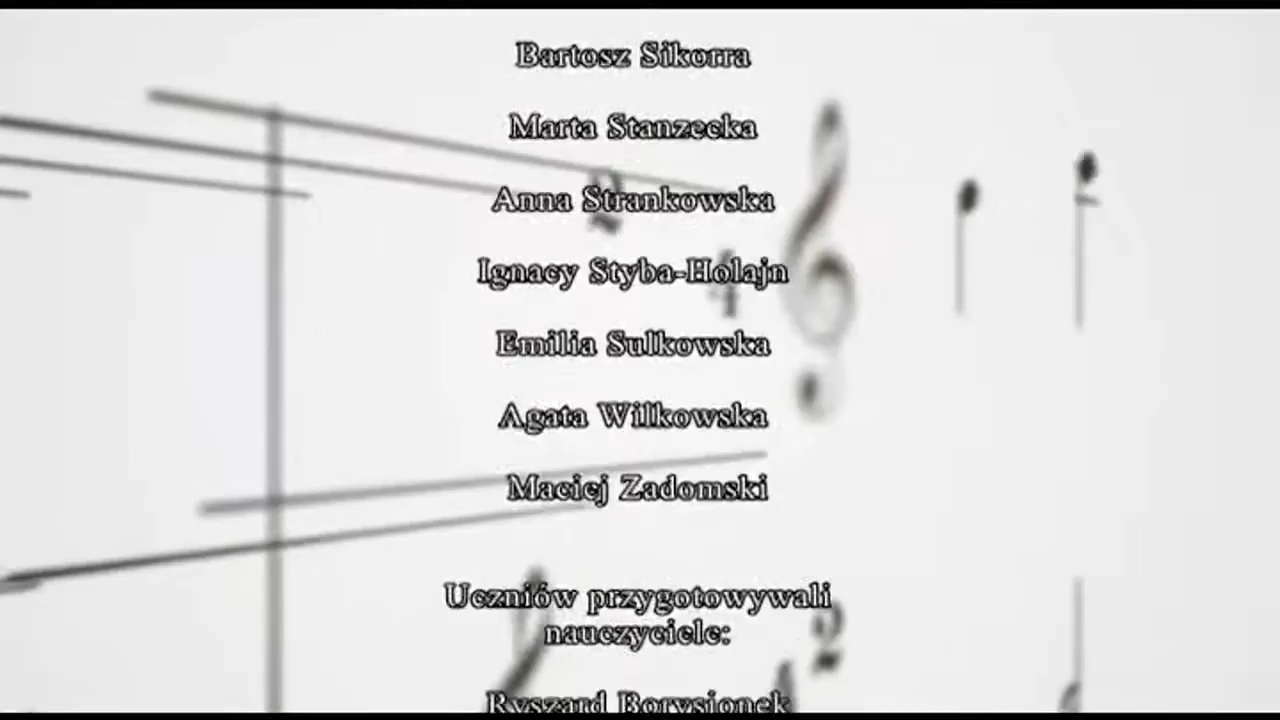 Bartosz Sikorra
Marta Stanzecka
Anna Strankowska
Ignacy Styba-Holajn
Emilia Sulkowska
Agata Wilkowska
Maciej Zadomski
Uczniów przygotowywali
nauczyciele:
Ryszard Borysionek